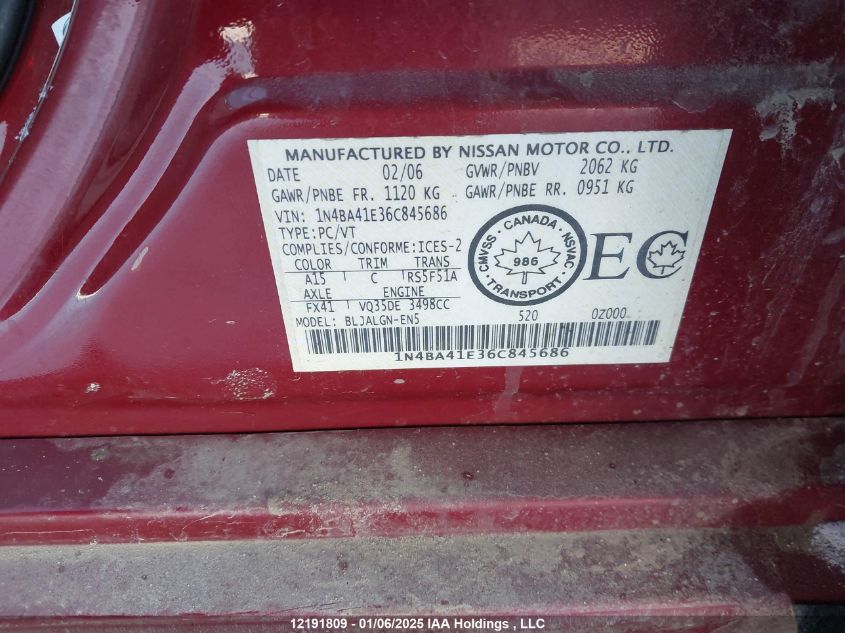 MANUFACTURED BY NISSAN MOTOR CO., LTD.
DATE 02/06 GVWR/PNBV 2062 KG
GAWR/PNBE FR. 1120 KG GAWR/PNBE RR. 0951 KG
VIN: 1N4BA41E36C845686
TYPE:PC/VT
COMPLIES/CONFORME:ICES-2
COLOR TRIM TRANS
A15 C RS5F51A
AXLE ENGINE
FX41 VQ35DE 3498CC
MODEL: BLJALGN-EN5 520 0Z000
CANADA
CMVSS 986 NSVAC
TRANSPORT
EC
1N4BA41E36C845686
12191809 - 01/06/2025 IAA Holdings , LLC